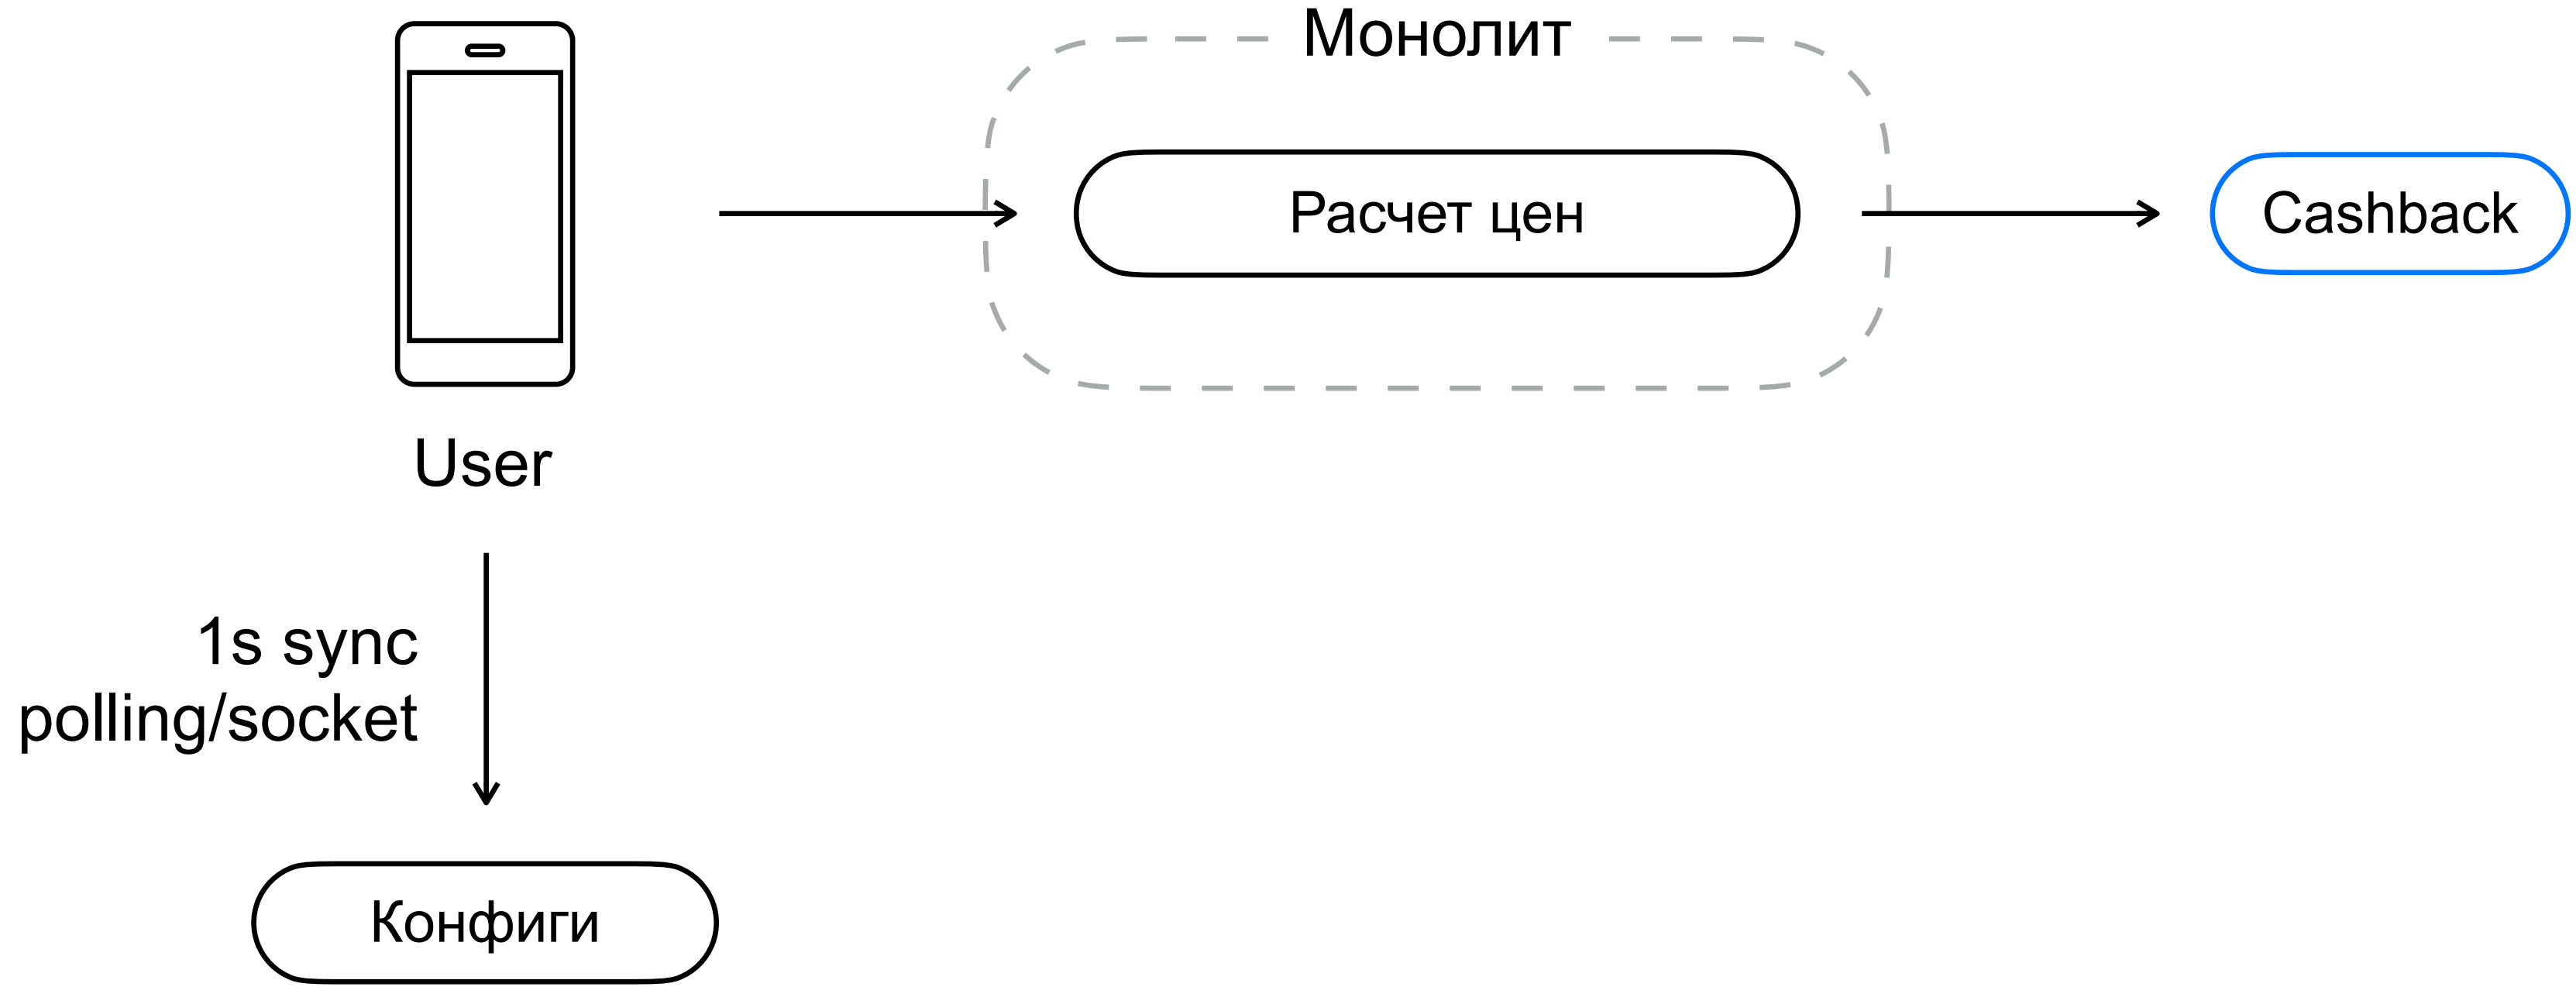 Монолит
Расчет цен
Cashback
User
1s sync
polling/socket
Конфиги